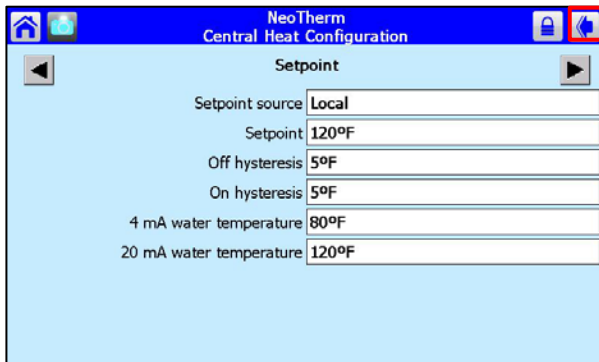 NeoTherm
Central Heat Configuration
Setpoint
Setpoint source Local
Setpoint 120ºF
Off hysteresis 5ºF
On hysteresis 5ºF
4 mA water temperature 80ºF
20 mA water temperature 120ºF